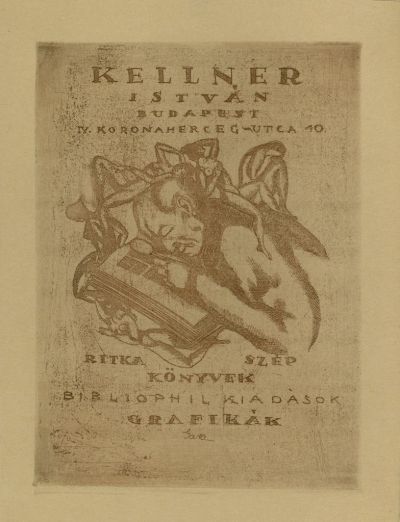 KELLNER
ISTVÁN
BUDAPEST
IV. KORONAHERCEG-UTCA 10.
RITKA SZÉP
KÖNYVEK
BIBLIOPHIL KIADÁSOK
GRAFIKÁK